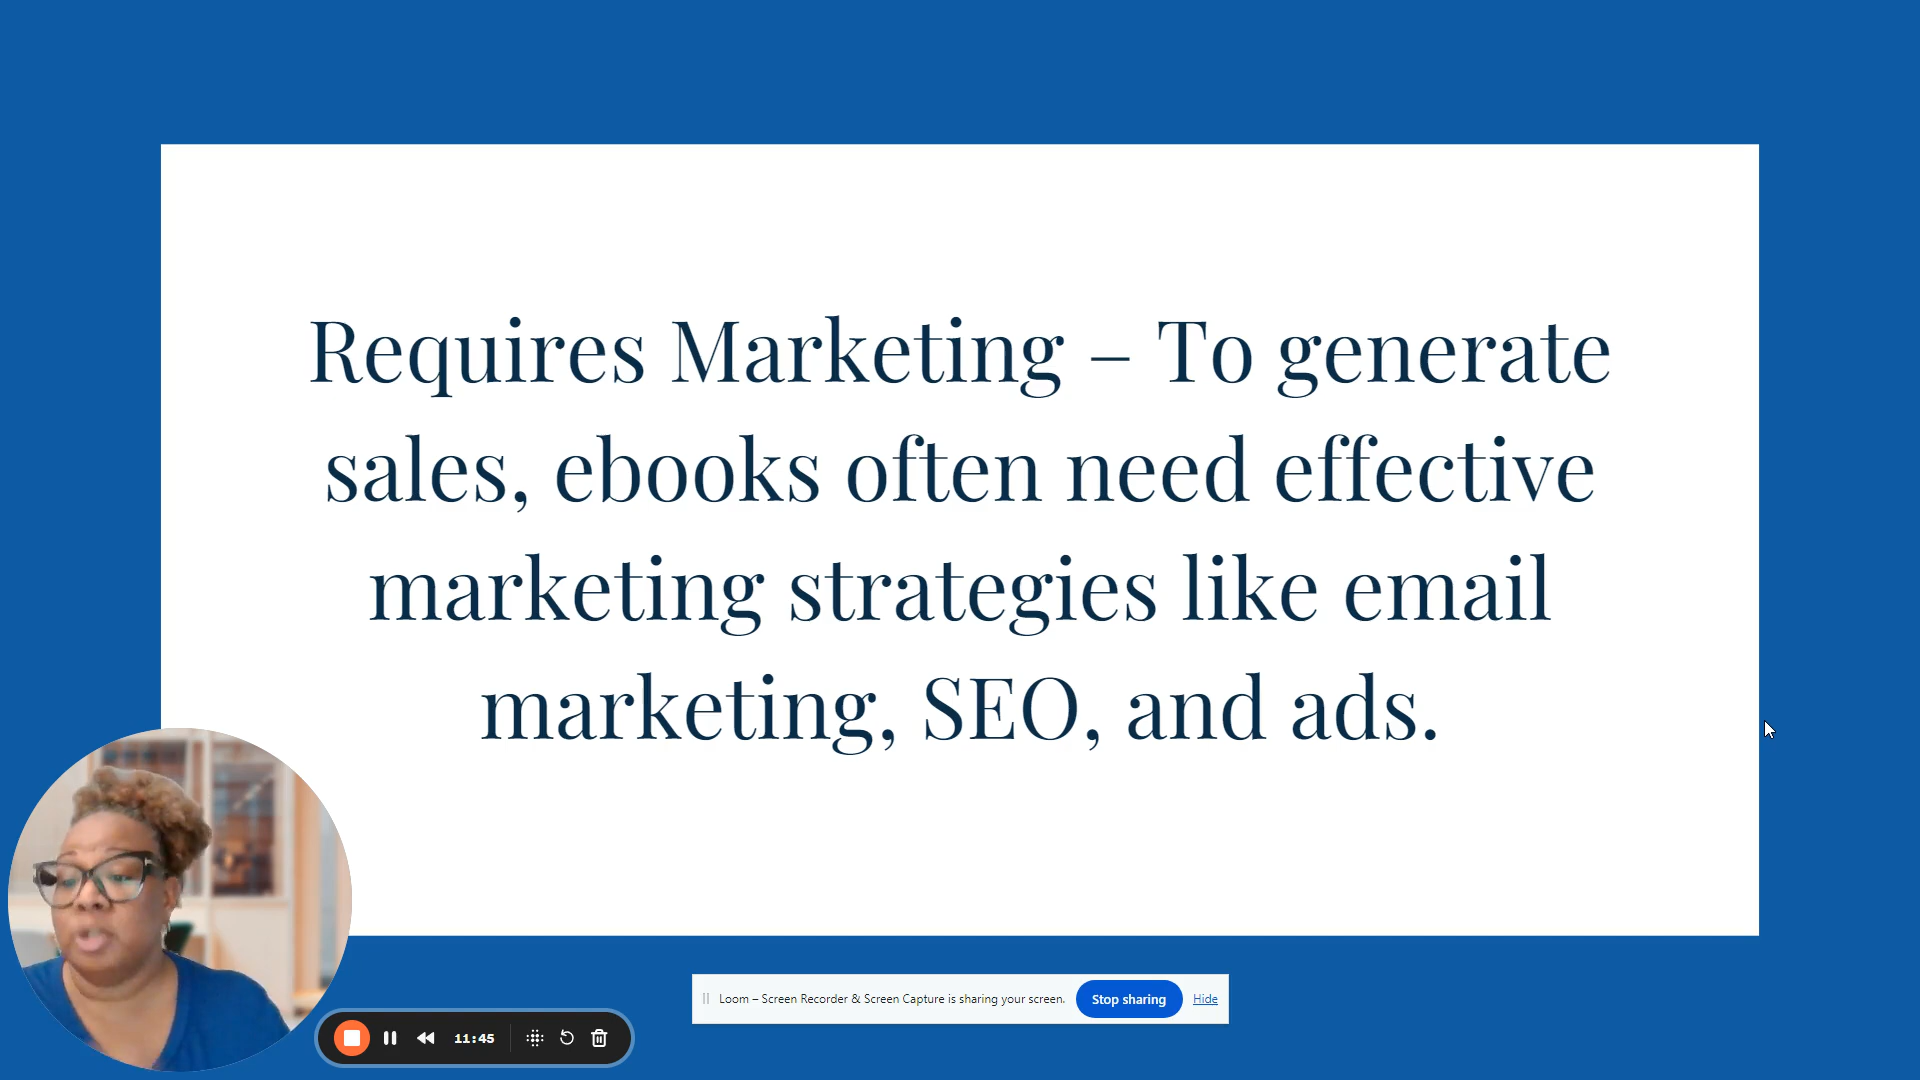 Requires Marketing – To generate
sales, ebooks often need effective
marketing strategies like email
marketing, SEO, and ads.
Loom – Screen Recorder & Screen Capture is sharing your screen. Stop sharing Hide
11:45